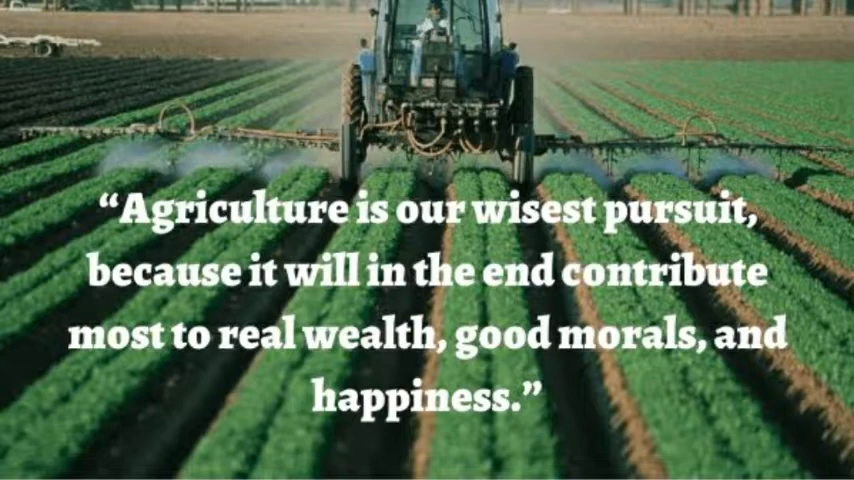 “Agriculture is our wisest pursuit,
because it will in the end contribute
most to real wealth, good morals, and
happiness.”